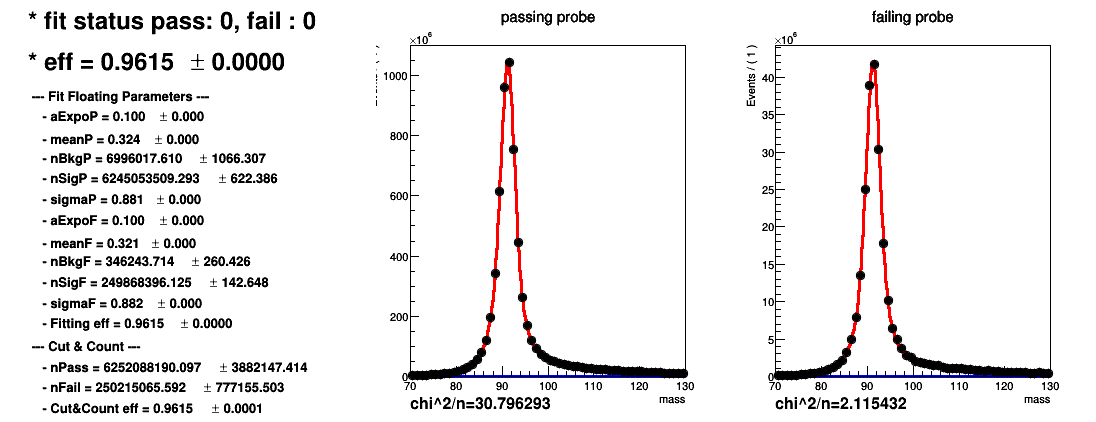 * fit status pass: 0, fail : 0
* eff = 0.9615 ± 0.0000
--- Fit Floating Parameters ---
- aExpoP = 0.100 ± 0.000
- meanP = 0.324 ± 0.000
- nBkgP = 6996017.610 ± 1066.307
- nSigP = 6245053509.293 ± 622.386
- sigmaP = 0.881 ± 0.000
- aExpoF = 0.100 ± 0.000
- meanF = 0.321 ± 0.000
- nBkgF = 346243.714 ± 260.426
- nSigF = 249868396.125 ± 142.648
- sigmaF = 0.882 ± 0.000
- Fitting eff = 0.9615 ± 0.0000
--- Cut & Count ---
- nPass = 6252088190.097 ± 3882147.414
- nFail = 250215065.592 ± 777155.503
- Cut&Count eff = 0.9615 ± 0.0001
passing probe
×10⁶
1000
800
600
400
200
0
70 80 90 100 110 120 130
mass
chi^2/n=30.796293
failing probe
×10⁶
Events / ( 1 )
40
35
30
25
20
15
10
5
0
70 80 90 100 110 120 130
mass
chi^2/n=2.115432